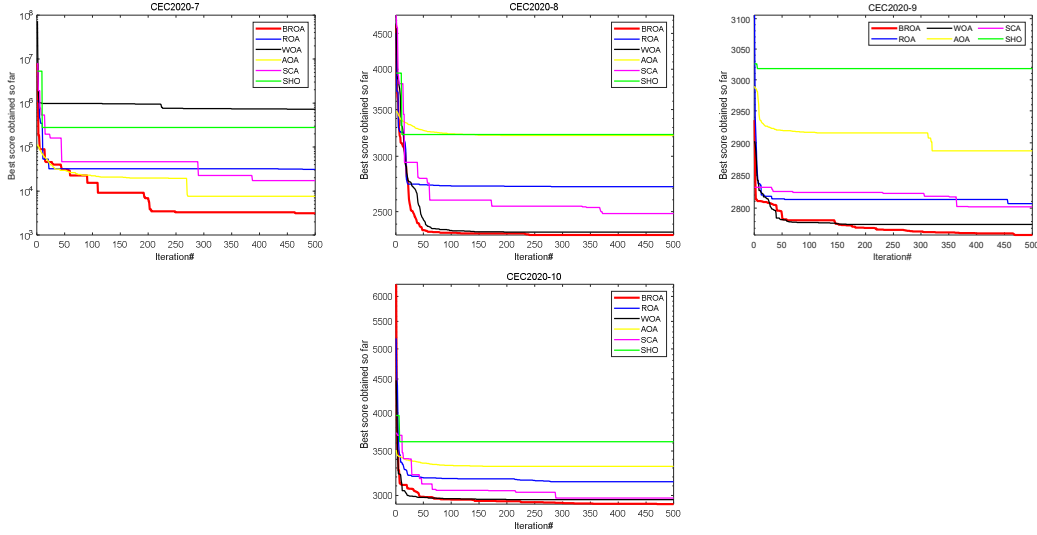 CEC2020-7
Best score obtained so far
10^8
10^7
10^6
10^5
10^4
10^3
0 50 100 150 200 250 300 350 400 450 500
Iteration#
BROA
ROA
WOA
AOA
SCA
SHO
CEC2020-8
Best score obtained so far
4500
4000
3500
3000
2500
0 50 100 150 200 250 300 350 400 450 500
Iteration#
BROA
ROA
WOA
AOA
SCA
SHO
CEC2020-9
Best score obtained so far
3100
3050
3000
2950
2900
2850
2800
0 50 100 150 200 250 300 350 400 450 500
Iteration#
BROA WOA SCA
ROA AOA SHO
CEC2020-10
Best score obtained so far
6000
5500
5000
4500
4000
3500
3000
0 50 100 150 200 250 300 350 400 450 500
Iteration#
BROA
ROA
WOA
AOA
SCA
SHO